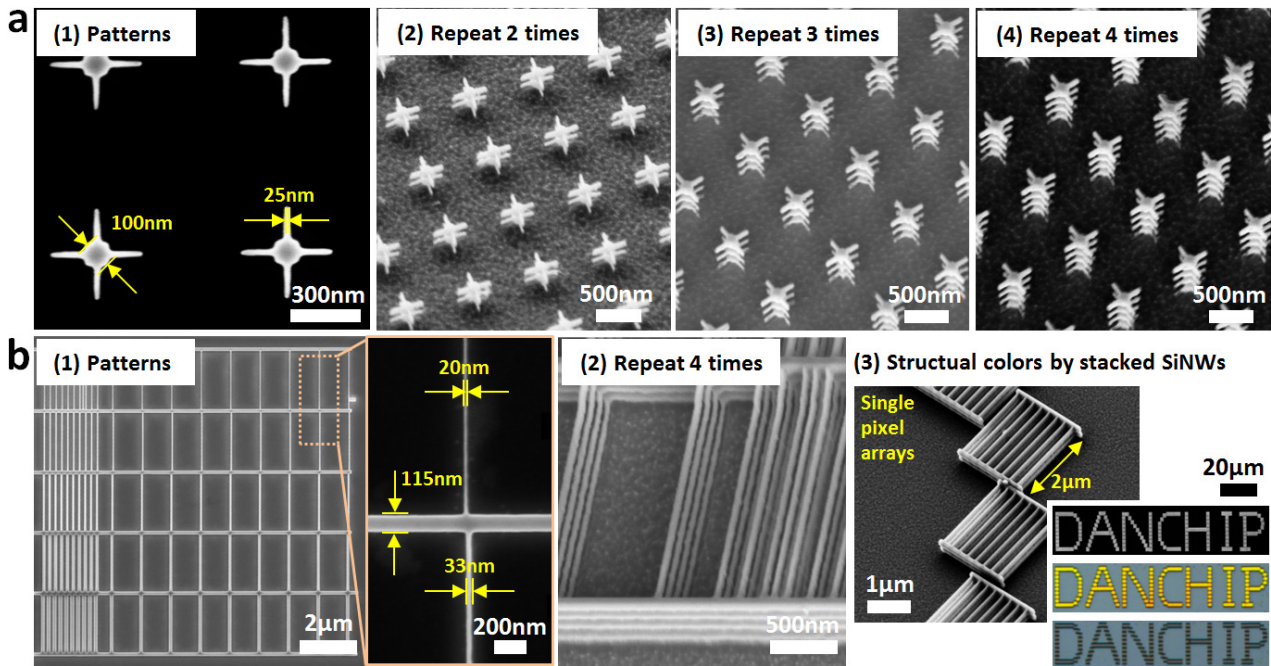 a
(1) Patterns
(2) Repeat 2 times
(3) Repeat 3 times
(4) Repeat 4 times
100nm
25nm
300nm
500nm
500nm
500nm
b
(1) Patterns
20nm
115nm
33nm
2μm
200nm
(2) Repeat 4 times
500nm
(3) Structual colors by stacked SiNWs
Single
pixel
arrays
2μm
1μm
20μm
DANCHIP
DANCHIP
DANCHIP